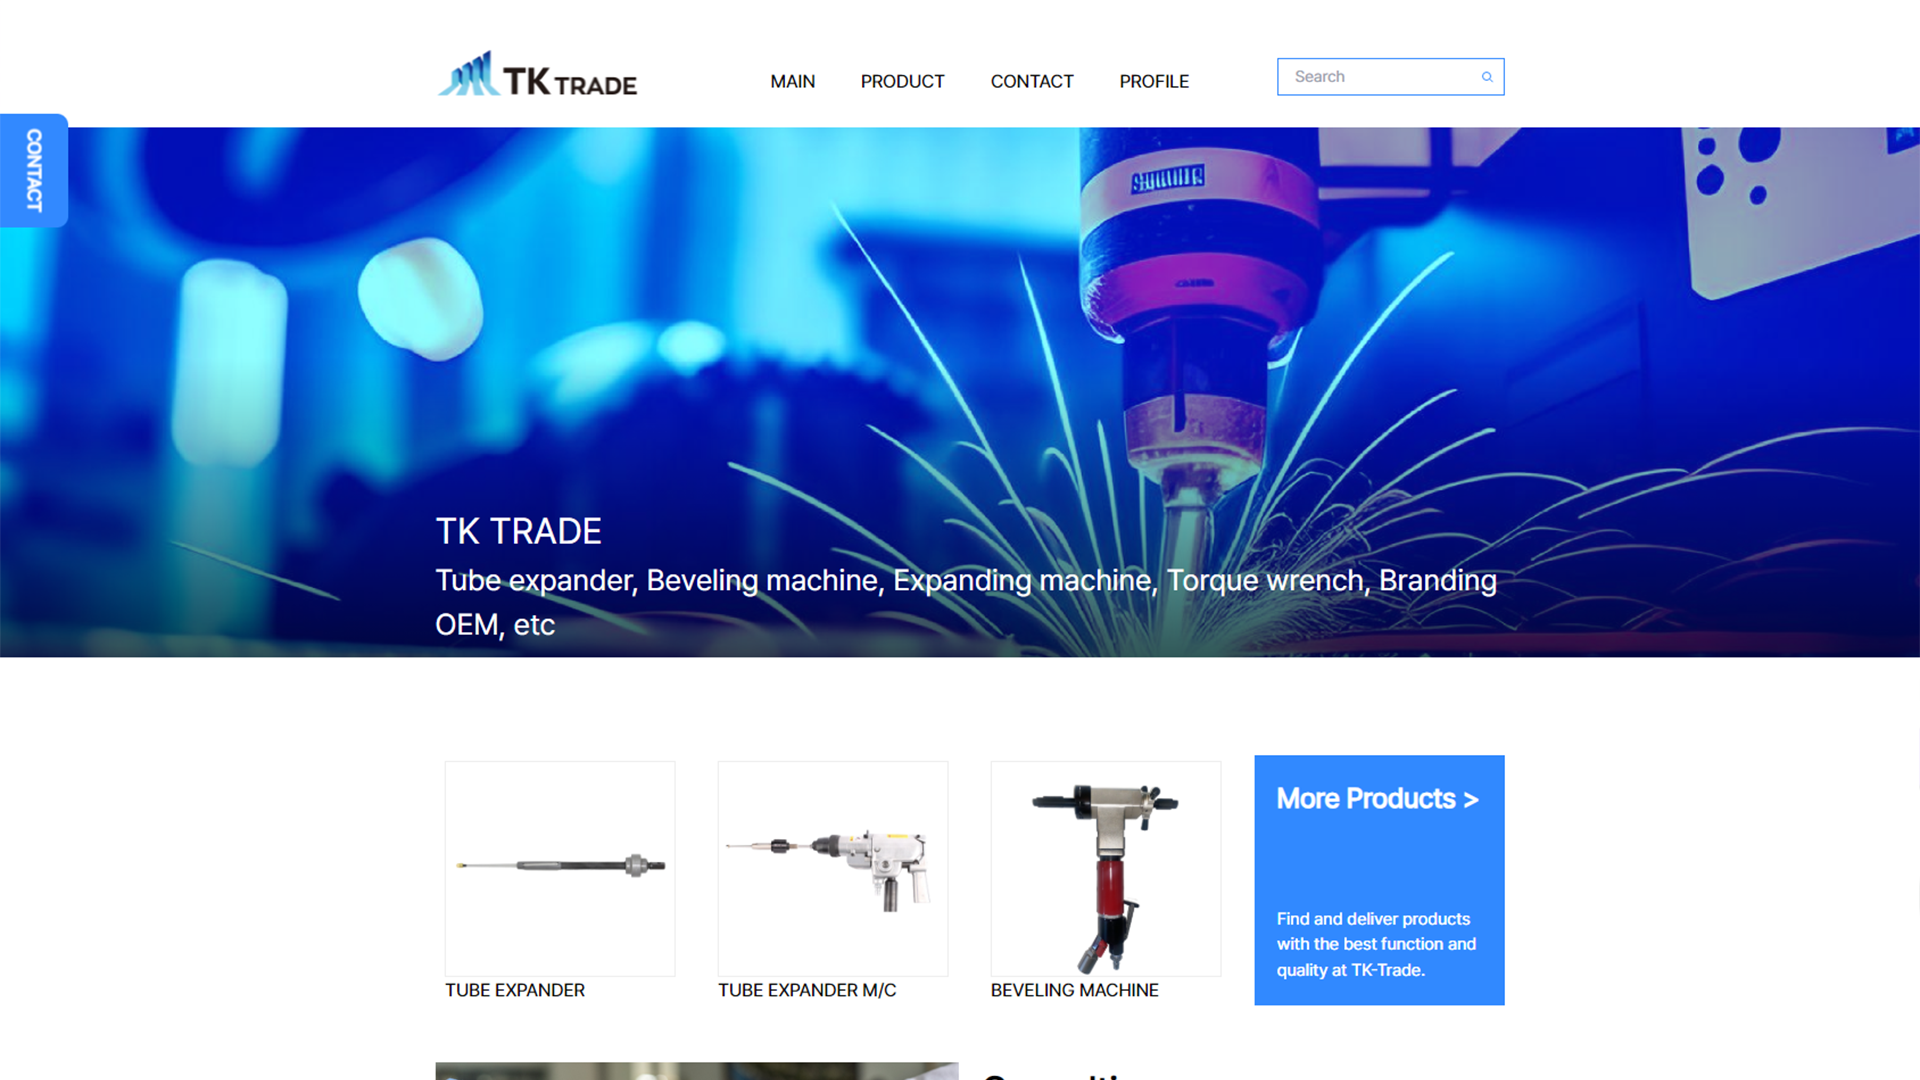 TK TRADE
MAIN
PRODUCT
CONTACT
PROFILE
Search
CONTACT
TK TRADE
Tube expander, Beveling machine, Expanding machine, Torque wrench, Branding
OEM, etc
TUBE EXPANDER
TUBE EXPANDER M/C
BEVELING MACHINE
More Products >
Find and deliver products
with the best function and
quality at TK-Trade.